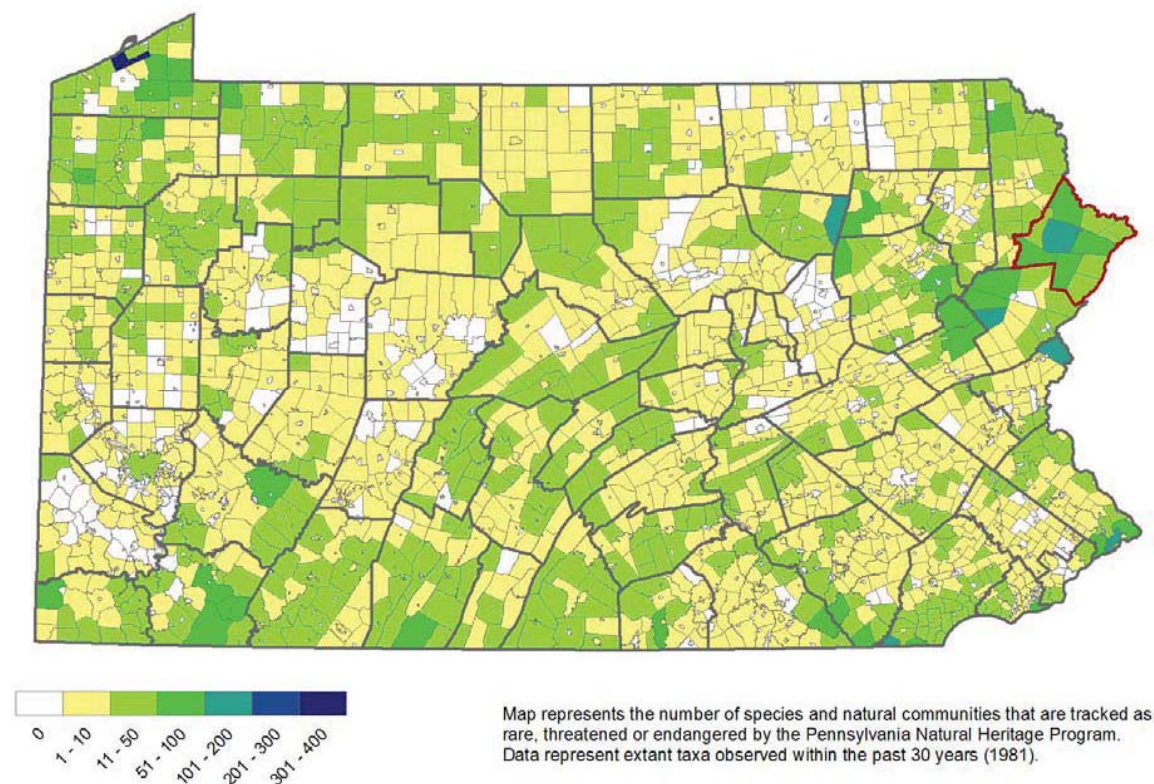 0
1 - 10
11 - 50
51 - 100
101 - 200
201 - 300
301 - 400
Map represents the number of species and natural communities that are tracked as
rare, threatened or endangered by the Pennsylvania Natural Heritage Program.
Data represent extant taxa observed within the past 30 years (1981).